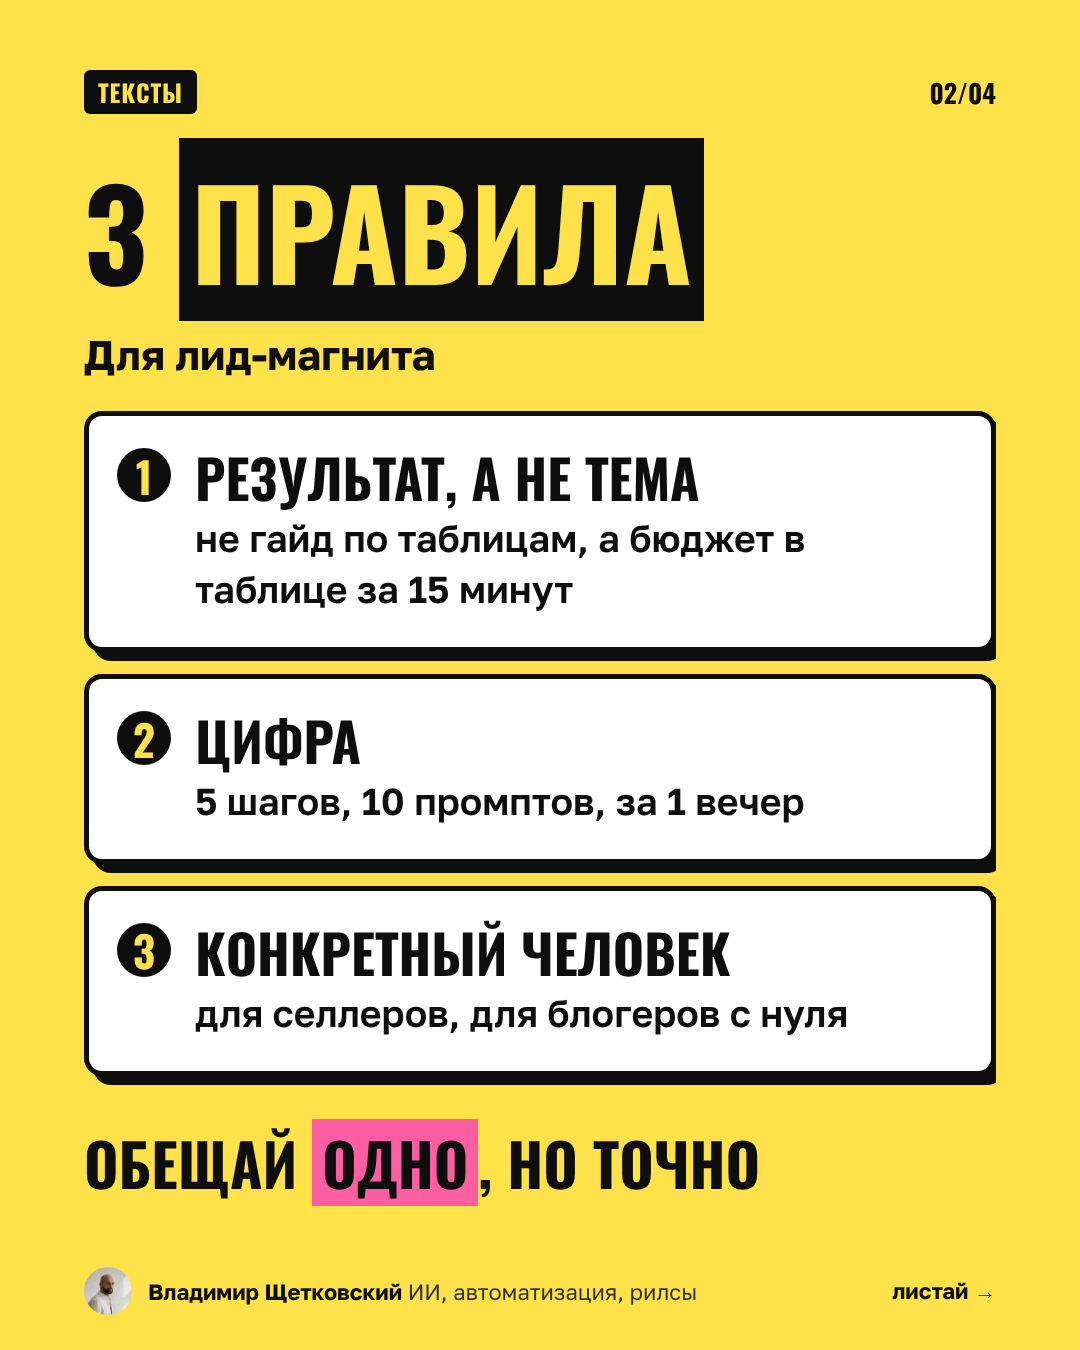 ТЕКСТЫ
02/04
3 ПРАВИЛА
Для лид-магнита
1 РЕЗУЛЬТАТ, А НЕ ТЕМА
не гайд по таблицам, а бюджет в
таблице за 15 минут
2 ЦИФРА
5 шагов, 10 промптов, за 1 вечер
3 КОНКРЕТНЫЙ ЧЕЛОВЕК
для селлеров, для блогеров с нуля
ОБЕЩАЙ ОДНО, НО ТОЧНО
Владимир Щетковский ИИ, автоматизация, рилсы
листай →